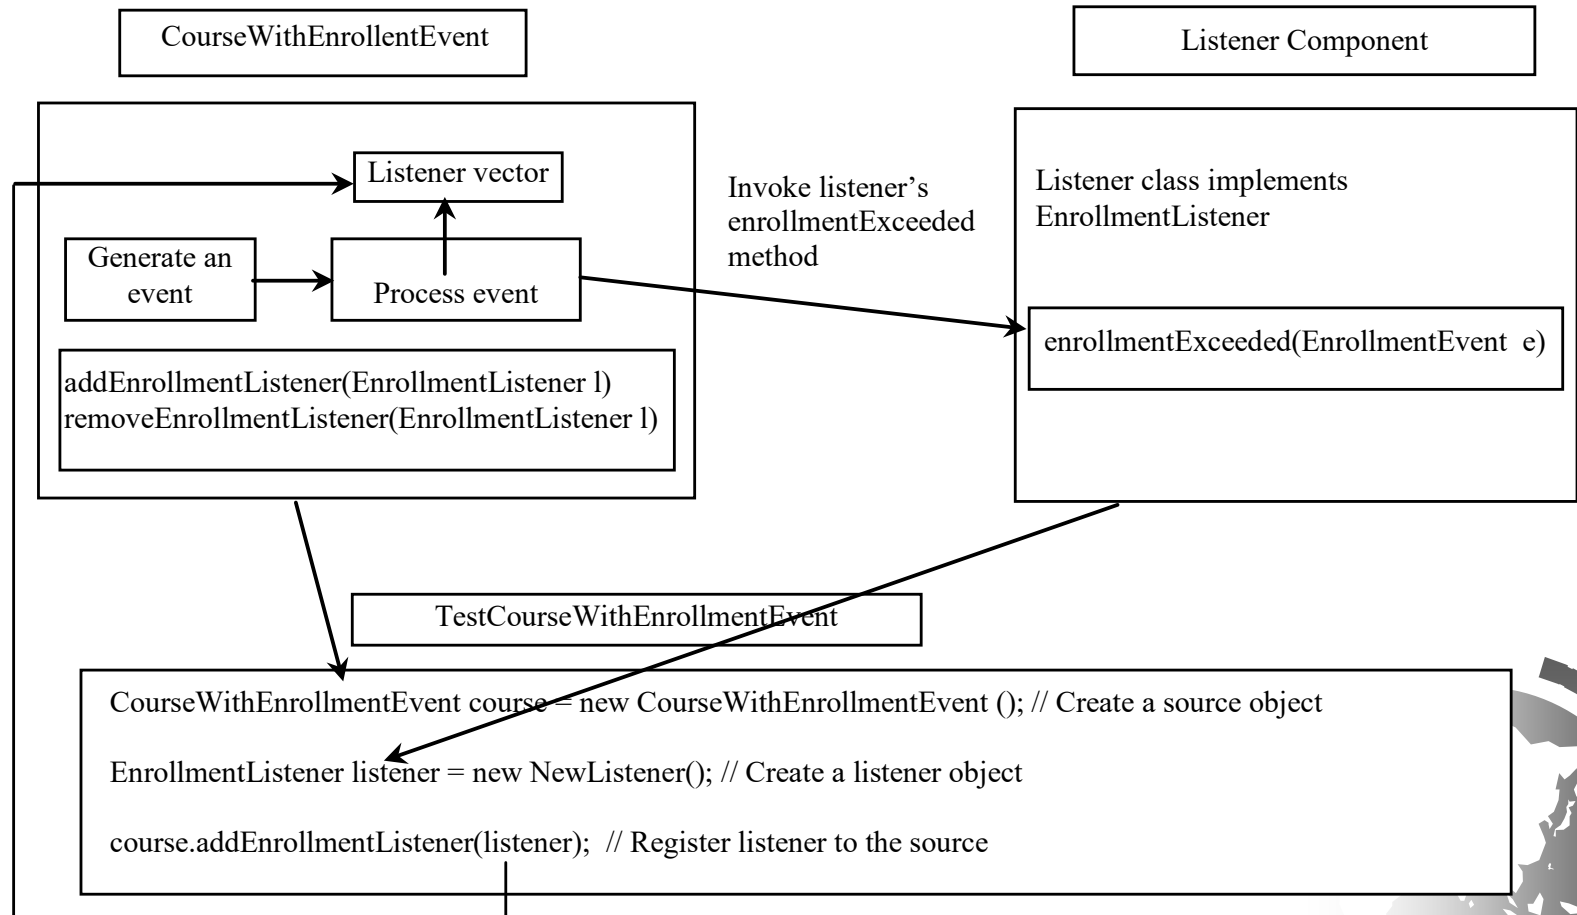 CourseWithEnrollentEvent
Listener Component
Listener vector
Generate an
event
Process event
addEnrollmentListener(EnrollmentListener l)
removeEnrollmentListener(EnrollmentListener l)
Invoke listener’s
enrollmentExceeded
method
Listener class implements
EnrollmentListener
enrollmentExceeded(EnrollmentEvent  e)
TestCourseWithEnrollmentEvent
CourseWithEnrollmentEvent course = new CourseWithEnrollmentEvent (); // Create a source object
EnrollmentListener listener = new NewListener(); // Create a listener object
course.addEnrollmentListener(listener);  // Register listener to the source